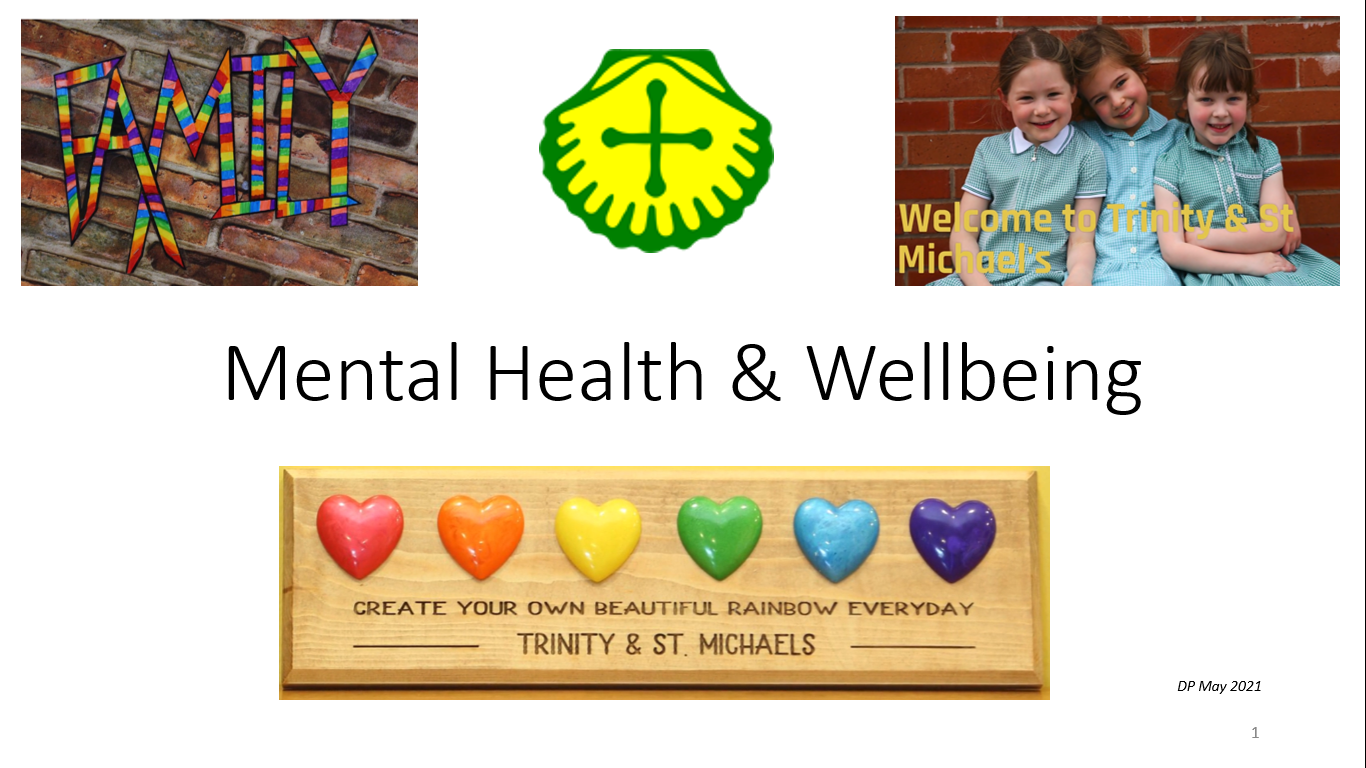 FAMILY
Welcome to Trinity & St
Michael's
Mental Health & Wellbeing
CREATE YOUR OWN BEAUTIFUL RAINBOW EVERYDAY
TRINITY & ST. MICHAELS
DP May 2021
1